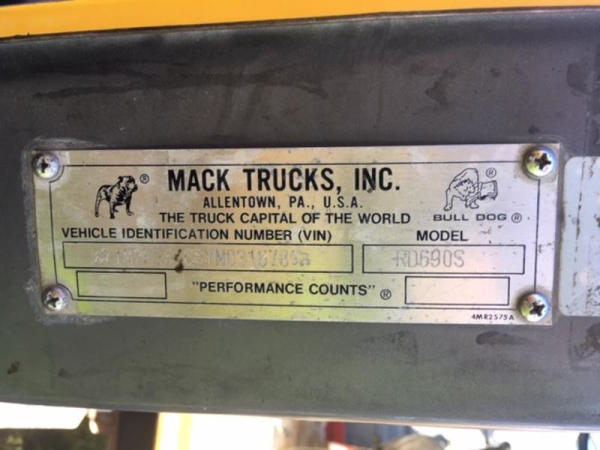 ® MACK TRUCKS, INC.
ALLENTOWN, PA., U.S.A.
THE TRUCK CAPITAL OF THE WORLD
BULL DOG ®
VEHICLE IDENTIFICATION NUMBER (VIN) MODEL
RD690S
"PERFORMANCE COUNTS" ®
4MR2575A